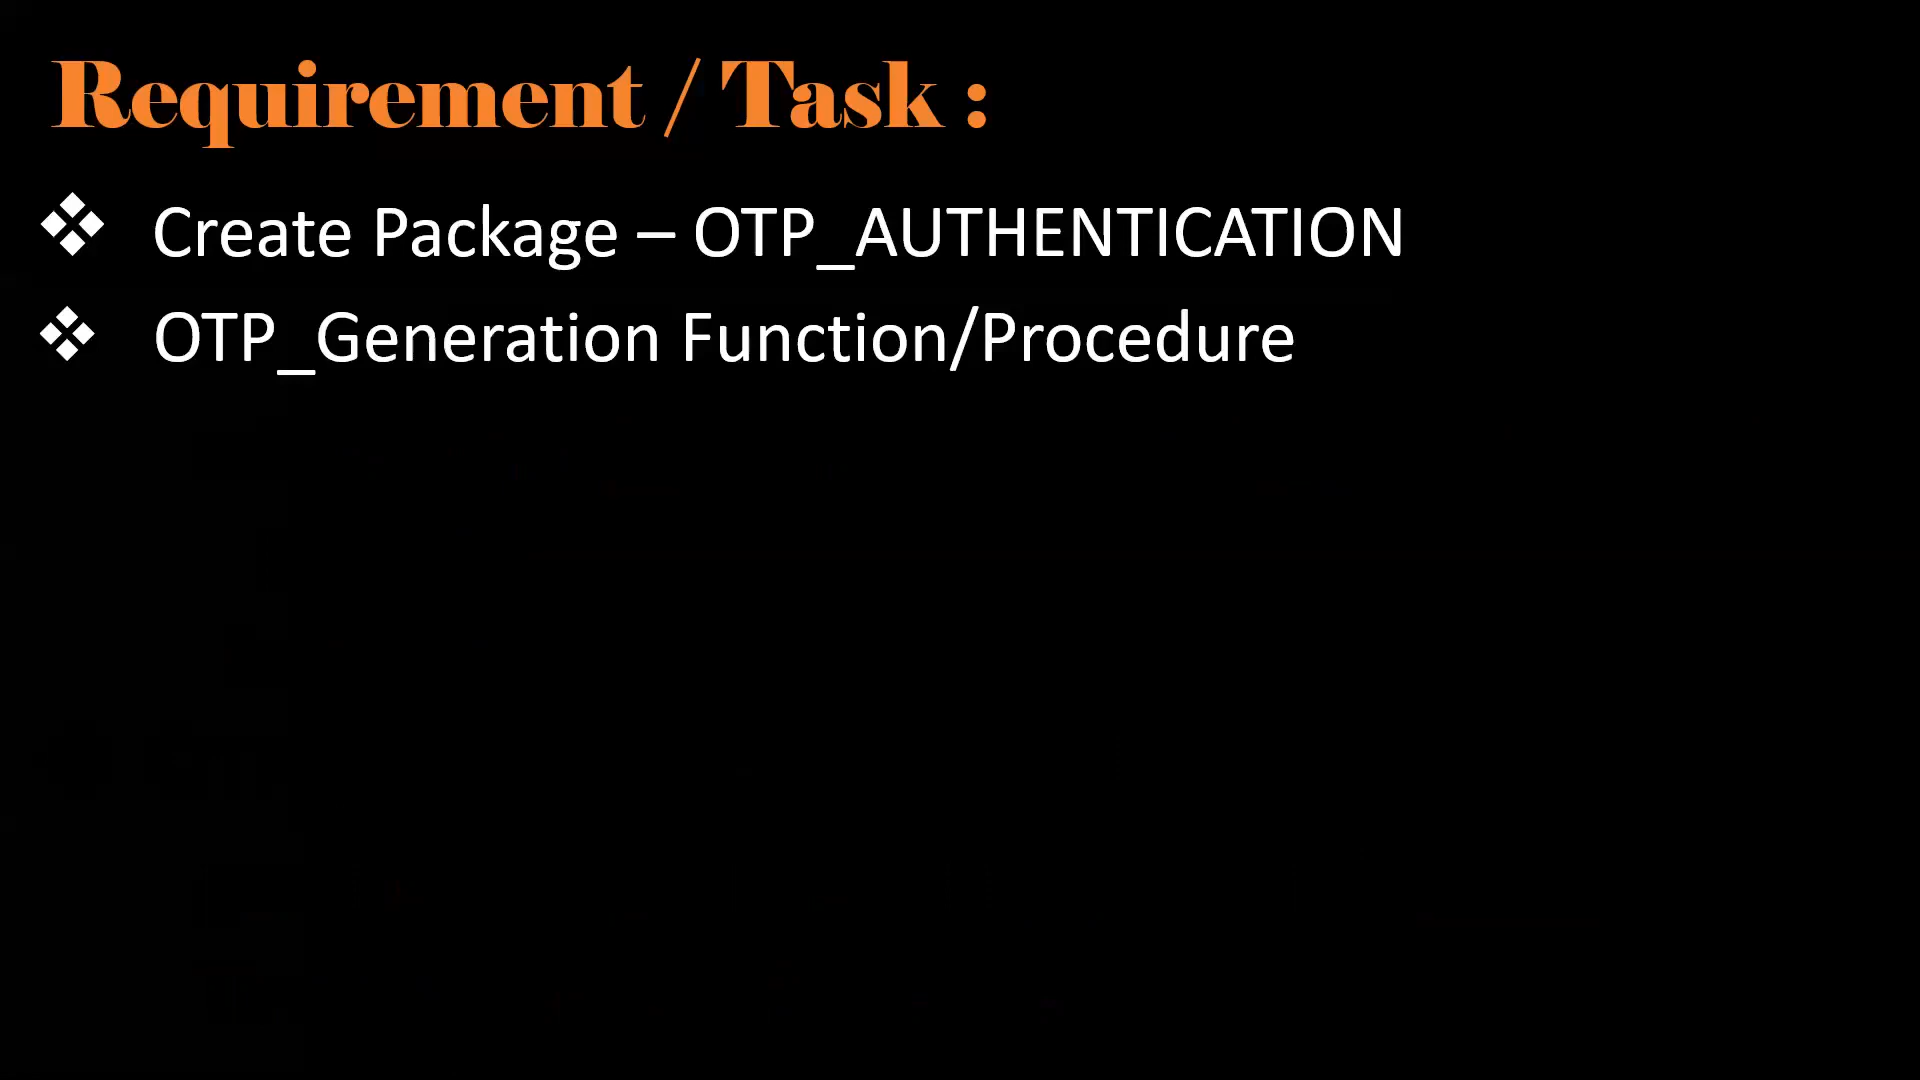 Requirement / Task :
❖ Create Package – OTP_AUTHENTICATION
❖ OTP_Generation Function/Procedure